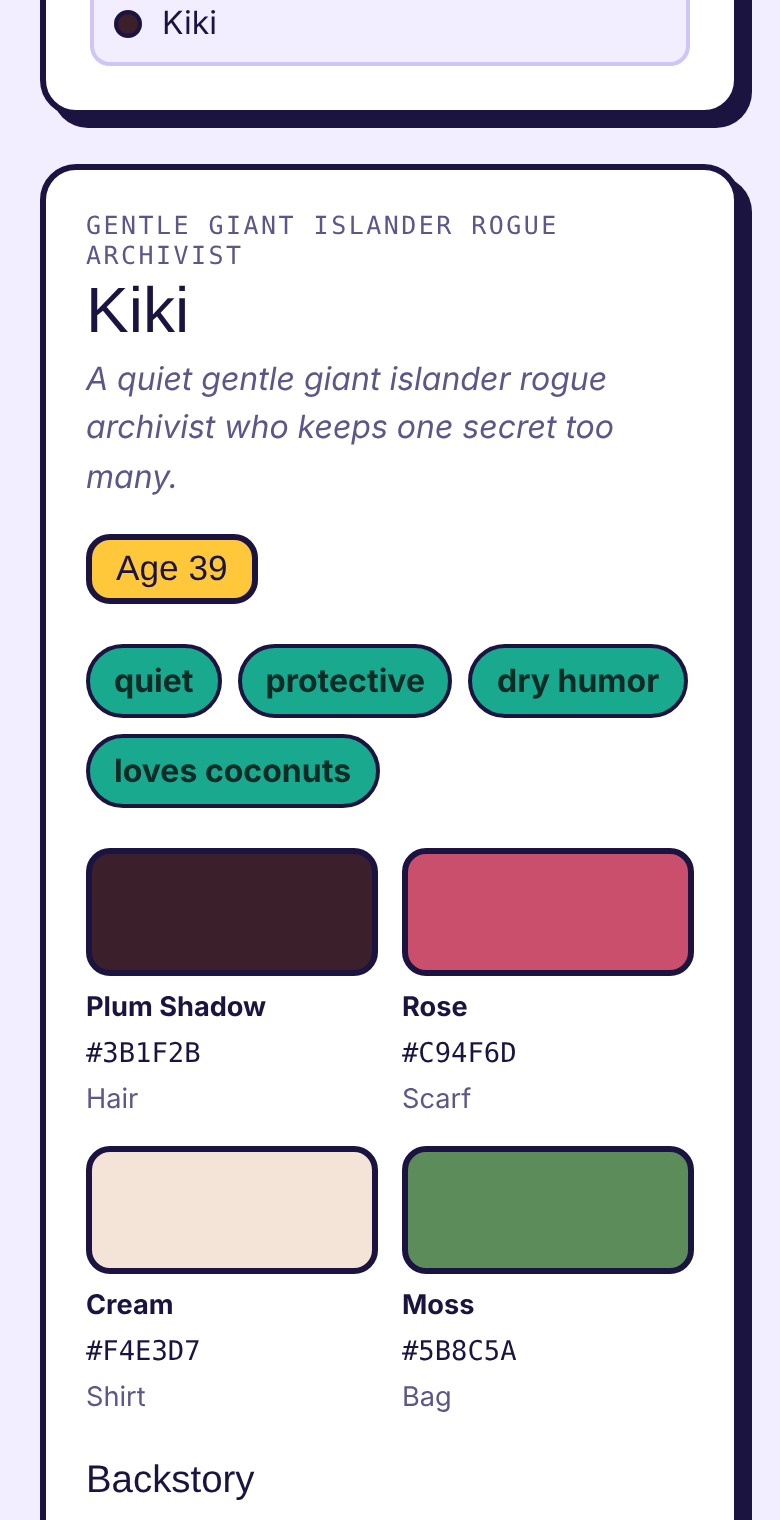 Kiki
GENTLE GIANT ISLANDER ROGUE
ARCHIVIST
Kiki
A quiet gentle giant islander rogue
archivist who keeps one secret too
many.
Age 39
quiet protective dry humor
loves coconuts
Plum Shadow Rose
#3B1F2B #C94F6D
Hair Scarf
Cream Moss
#F4E3D7 #5B8C5A
Shirt Bag
Backstory